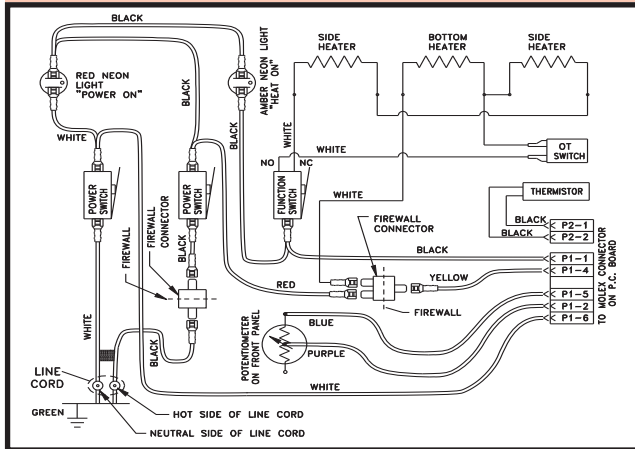 BLACK
SIDE
HEATER
BOTTOM
HEATER
SIDE
HEATER
RED NEON
LIGHT
"POWER ON"
BLACK
AMBER NEON LIGHT
"HEAT ON"
WHITE
BLACK
WHITE
NO
NC
WHITE
OT
SWITCH
POWER
SWITCH
FIREWALL
FIREWALL
CONNECTOR
POWER
SWITCH
BLACK
FUNCTION
SWITCH
WHITE
FIREWALL
CONNECTOR
THERMISTOR
BLACK
P2-1
BLACK
P2-2
BLACK
P1-1
YELLOW
P1-4
RED
FIREWALL
P1-5
P1-2
P1-6
TO MOLEX CONNECTOR
ON P.C. BOARD
WHITE
BLACK
BLUE
PURPLE
POTENTIOMETER
ON FRONT PANEL
WHITE
LINE
CORD
GREEN
HOT SIDE OF LINE CORD
NEUTRAL SIDE OF LINE CORD